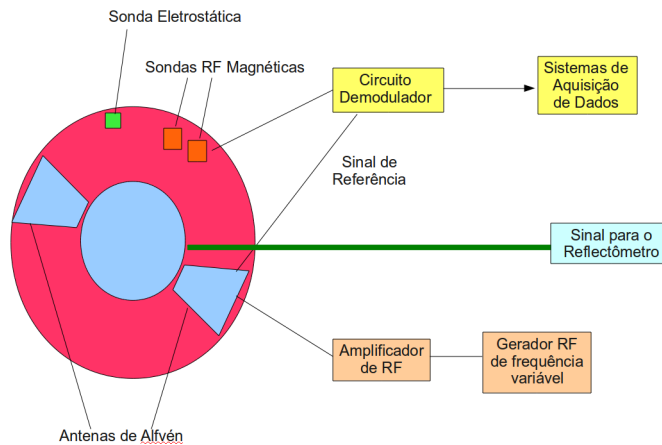 Sonda Eletrostática
Sondas RF Magnéticas
Circuito
Demodulador
Sistemas de
Aquisição
de Dados
Sinal de
Referência
Sinal para o
Reflectômetro
Amplificador
de RF
Gerador RF
de frequência
variável
Antenas de Alfvén